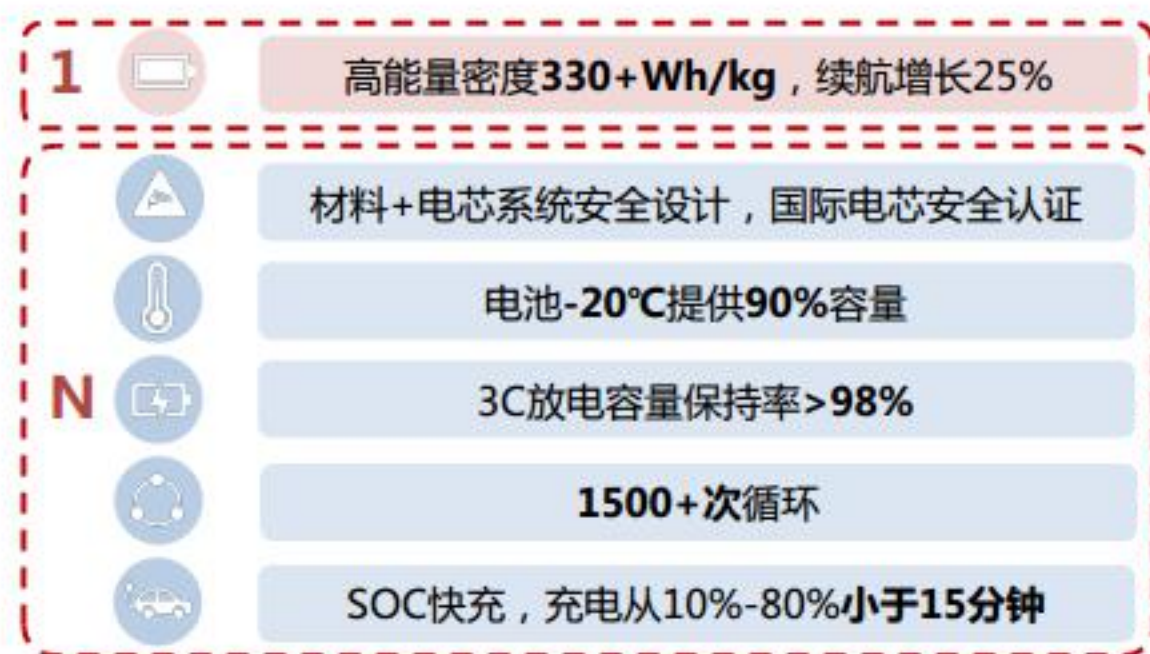 1
高能量密度330+Wh/kg，续航增长25%
材料+电芯系统安全设计，国际电芯安全认证
电池-20℃提供90%容量
N
3C放电容量保持率>98%
1500+次循环
SOC快充，充电从10%-80%小于15分钟